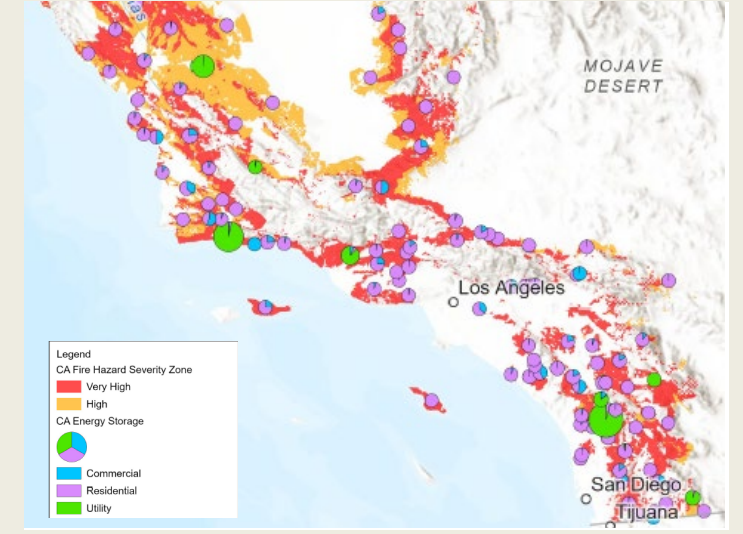 MOJAVE
DESERT
Los Angeles
San Diego
Tijuana
Legend
CA Fire Hazard Severity Zone
Very High
High
CA Energy Storage
Commercial
Residential
Utility